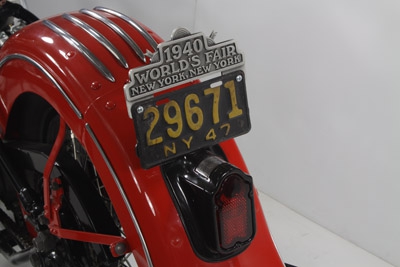 1940
WORLD'S FAIR
NEW YORK, NEW YORK
29671
NY 47